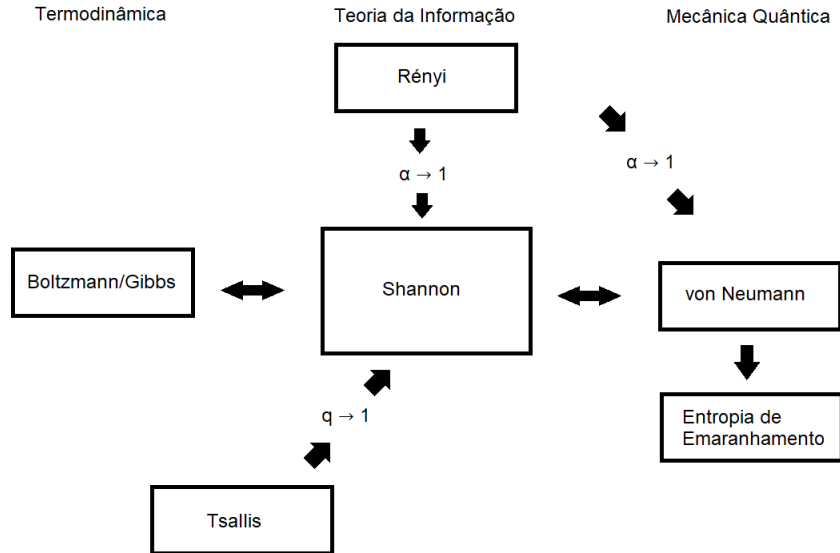 Termodinâmica
Teoria da Informação
Mecânica Quântica
Rényi
α → 1
α → 1
Boltzmann/Gibbs
Shannon
von Neumann
q → 1
Entropia de
Emaranhamento
Tsallis